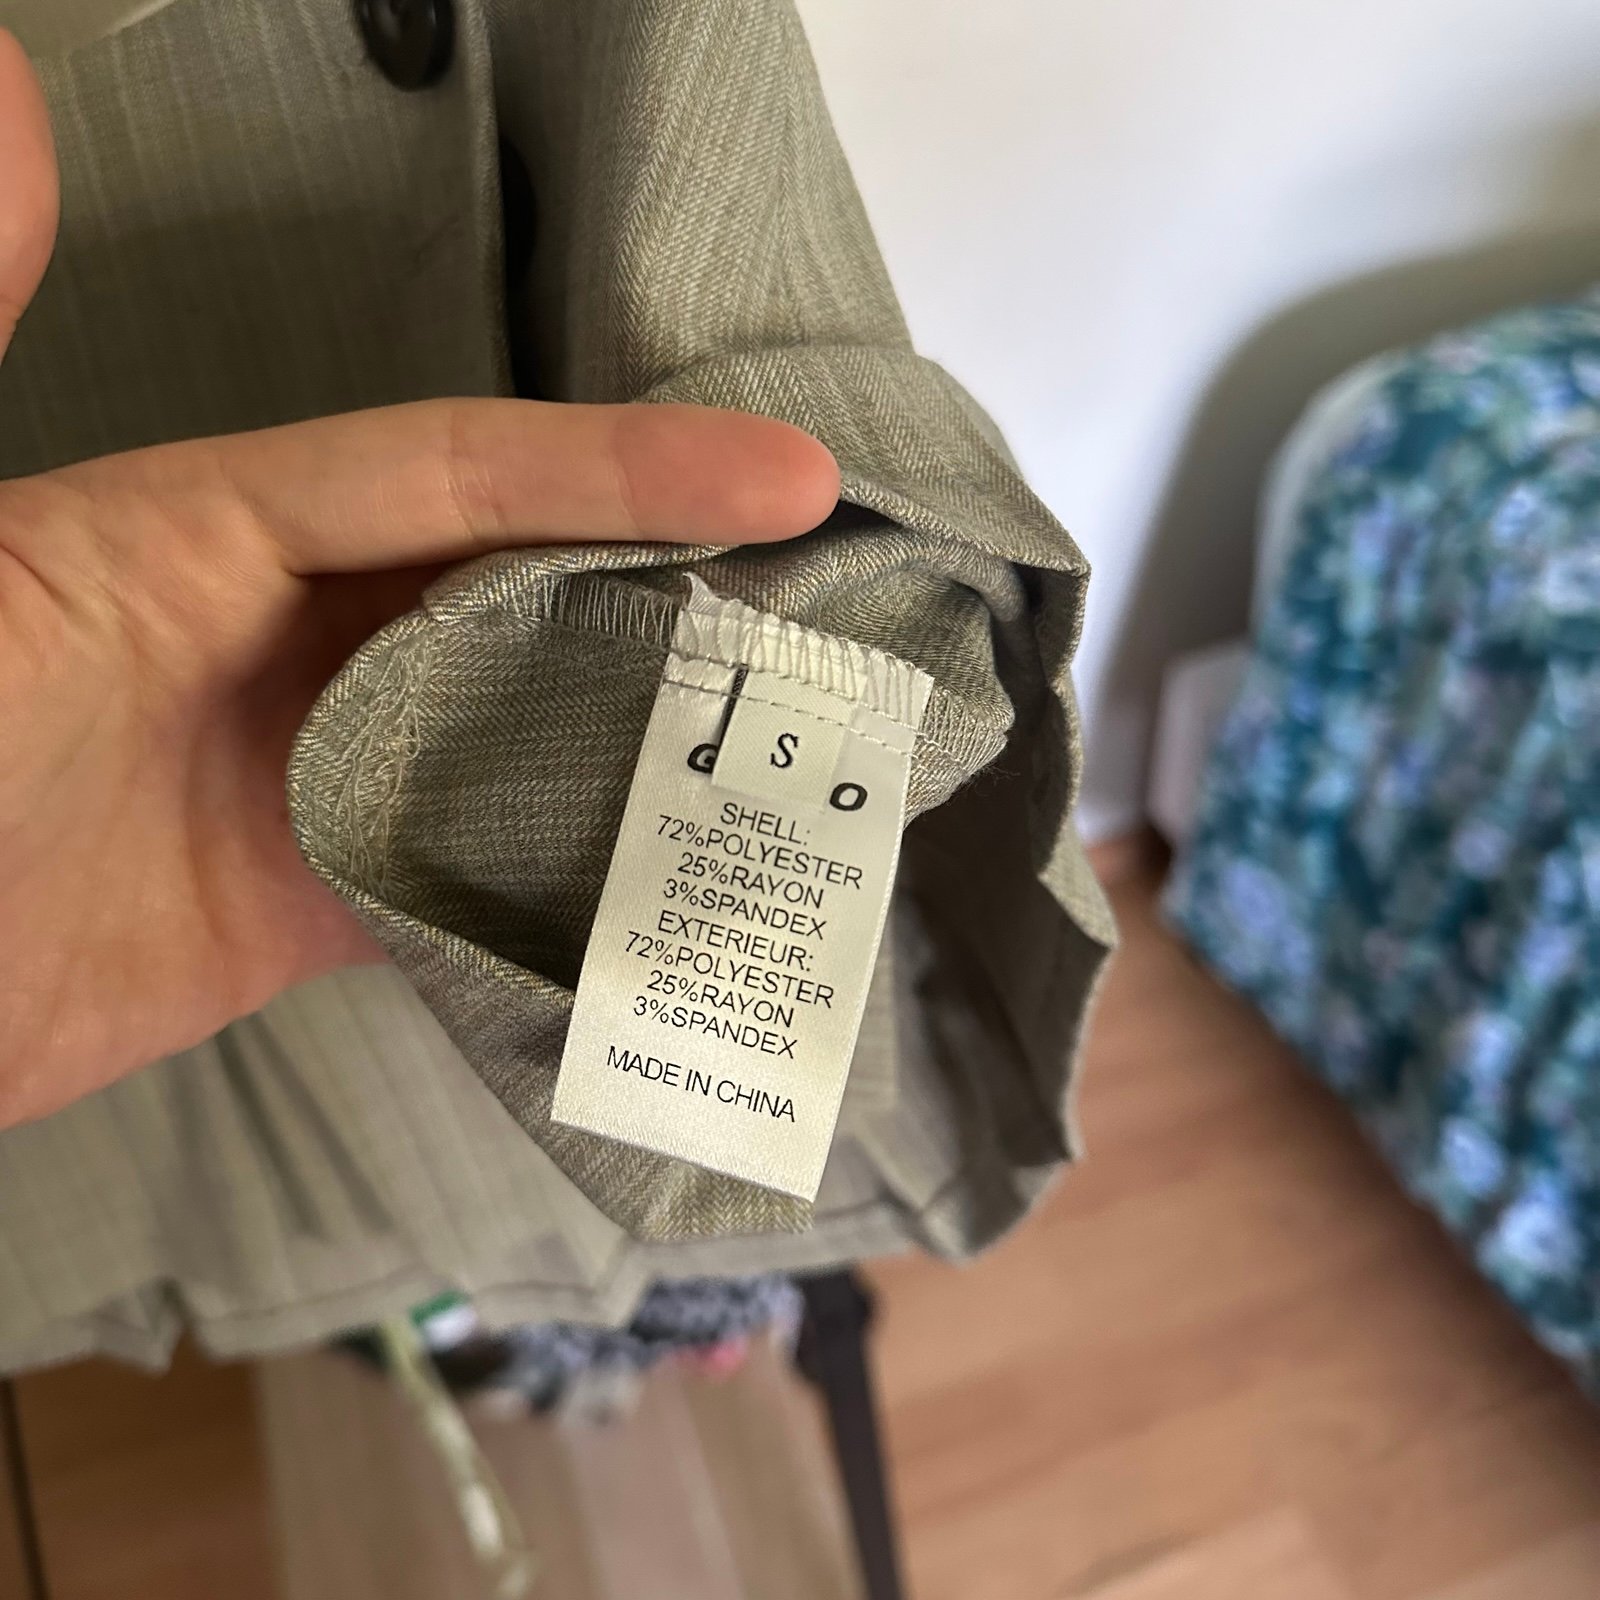 S
G O
SHELL:
72%POLYESTER
25%RAYON
3%SPANDEX
EXTERIEUR:
72%POLYESTER
25%RAYON
3%SPANDEX
MADE IN CHINA